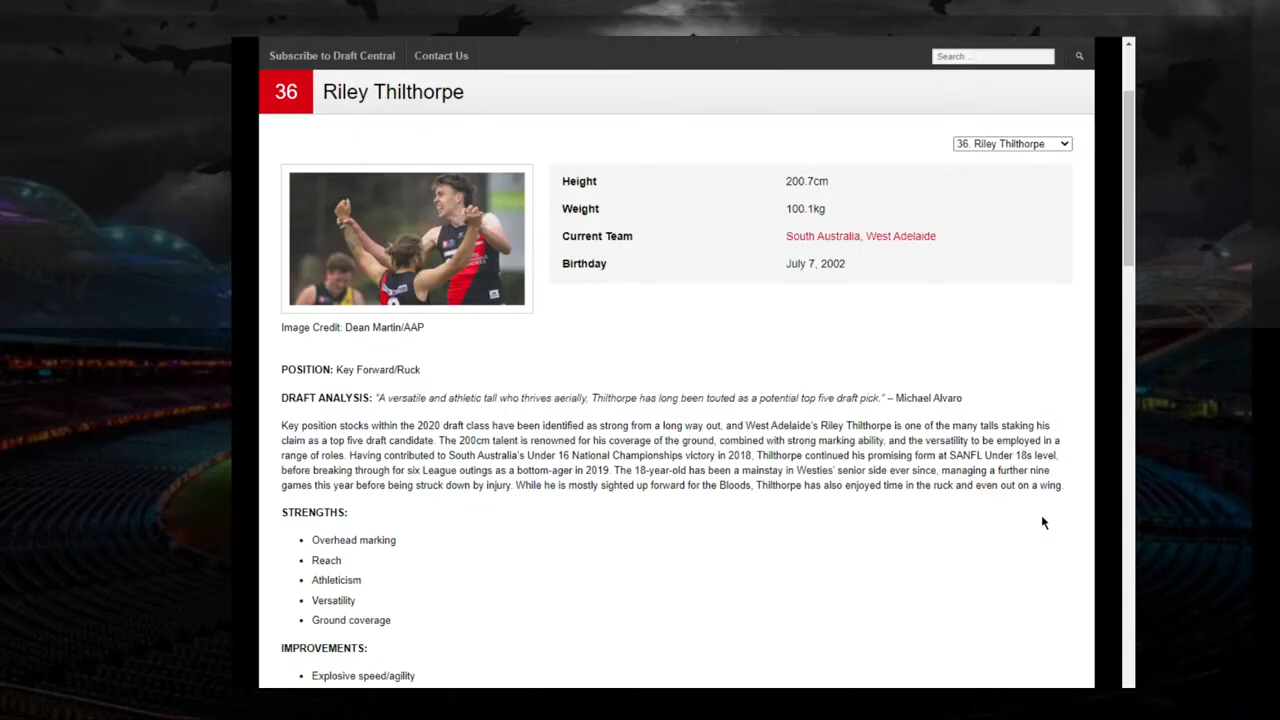 Subscribe to Draft Central Contact Us Search ...
36 Riley Thilthorpe
36. Riley Thilthorpe
Height 200.7cm
Weight 100.1kg
Current Team South Australia, West Adelaide
Birthday July 7, 2002
Image Credit: Dean Martin/AAP
POSITION: Key Forward/Ruck
DRAFT ANALYSIS: “A versatile and athletic tall who thrives aerially, Thilthorpe has long been touted as a potential top five draft pick.” – Michael Alvaro
Key position stocks within the 2020 draft class have been identified as strong from a long way out, and West Adelaide’s Riley Thilthorpe is one of the many talls staking his
claim as a top five draft candidate. The 200cm talent is renowned for his coverage of the ground, combined with strong marking ability, and the versatility to be employed in a
range of roles. Having contributed to South Australia’s Under 16 National Championships victory in 2018, Thilthorpe continued his promising form at SANFL Under 18s level,
before breaking through for six League outings as a bottom-ager in 2019. The 18-year-old has been a mainstay in Westies’ senior side ever since, managing a further nine
games this year before being struck down by injury. While he is mostly sighted up forward for the Bloods, Thilthorpe has also enjoyed time in the ruck and even out on a wing.
STRENGTHS:
• Overhead marking
• Reach
• Athleticism
• Versatility
• Ground coverage
IMPROVEMENTS:
• Explosive speed/agility